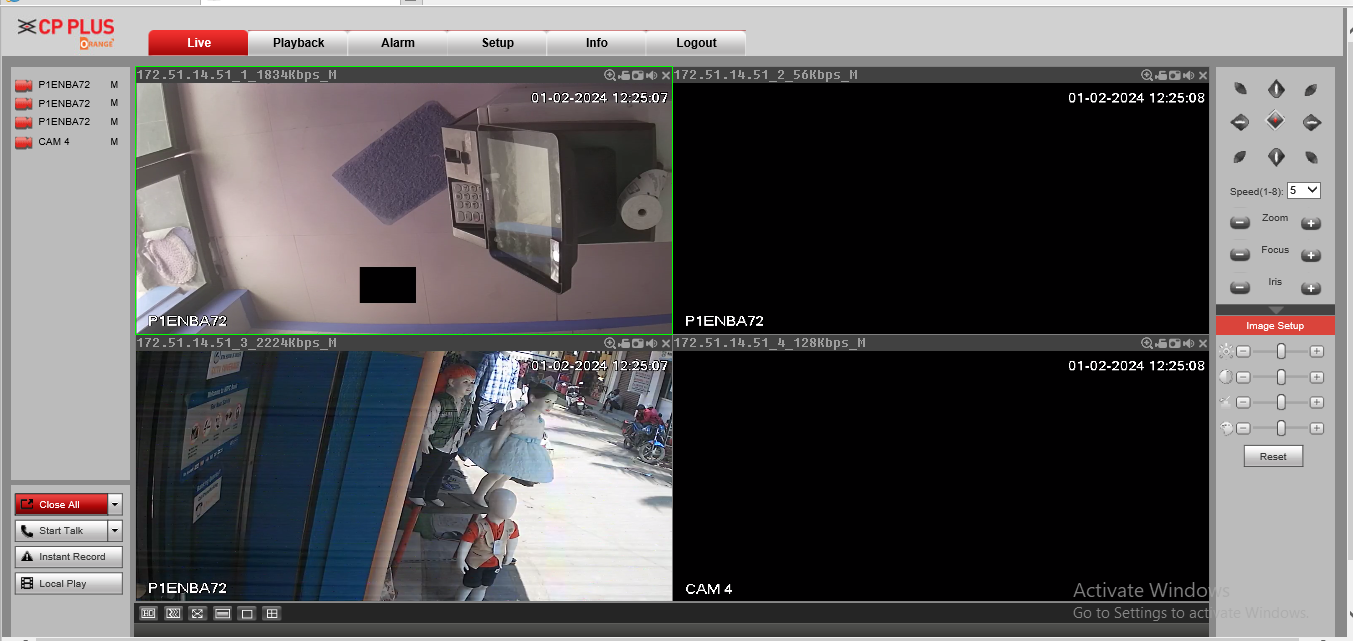 CP PLUS
ORANGE
Live
Playback
Alarm
Setup
Info
Logout
P1ENBA72 M
P1ENBA72 M
P1ENBA72 M
CAM 4 M
172.51.14.51_1_1834Kbps_M
01-02-2024 12:25:07
P1ENBA72
172.51.14.51_2_56Kbps_M
01-02-2024 12:25:08
P1ENBA72
172.51.14.51_3_2224Kbps_M
01-02-2024 12:25:07
P1ENBA72
172.51.14.51_4_128Kbps_M
01-02-2024 12:25:08
CAM 4
Speed(1-8): 5
Zoom
Focus
Iris
Image Setup
Reset
Close All
Start Talk
Instant Record
Local Play
HD
Activate Windows
Go to Settings to activate Windows.